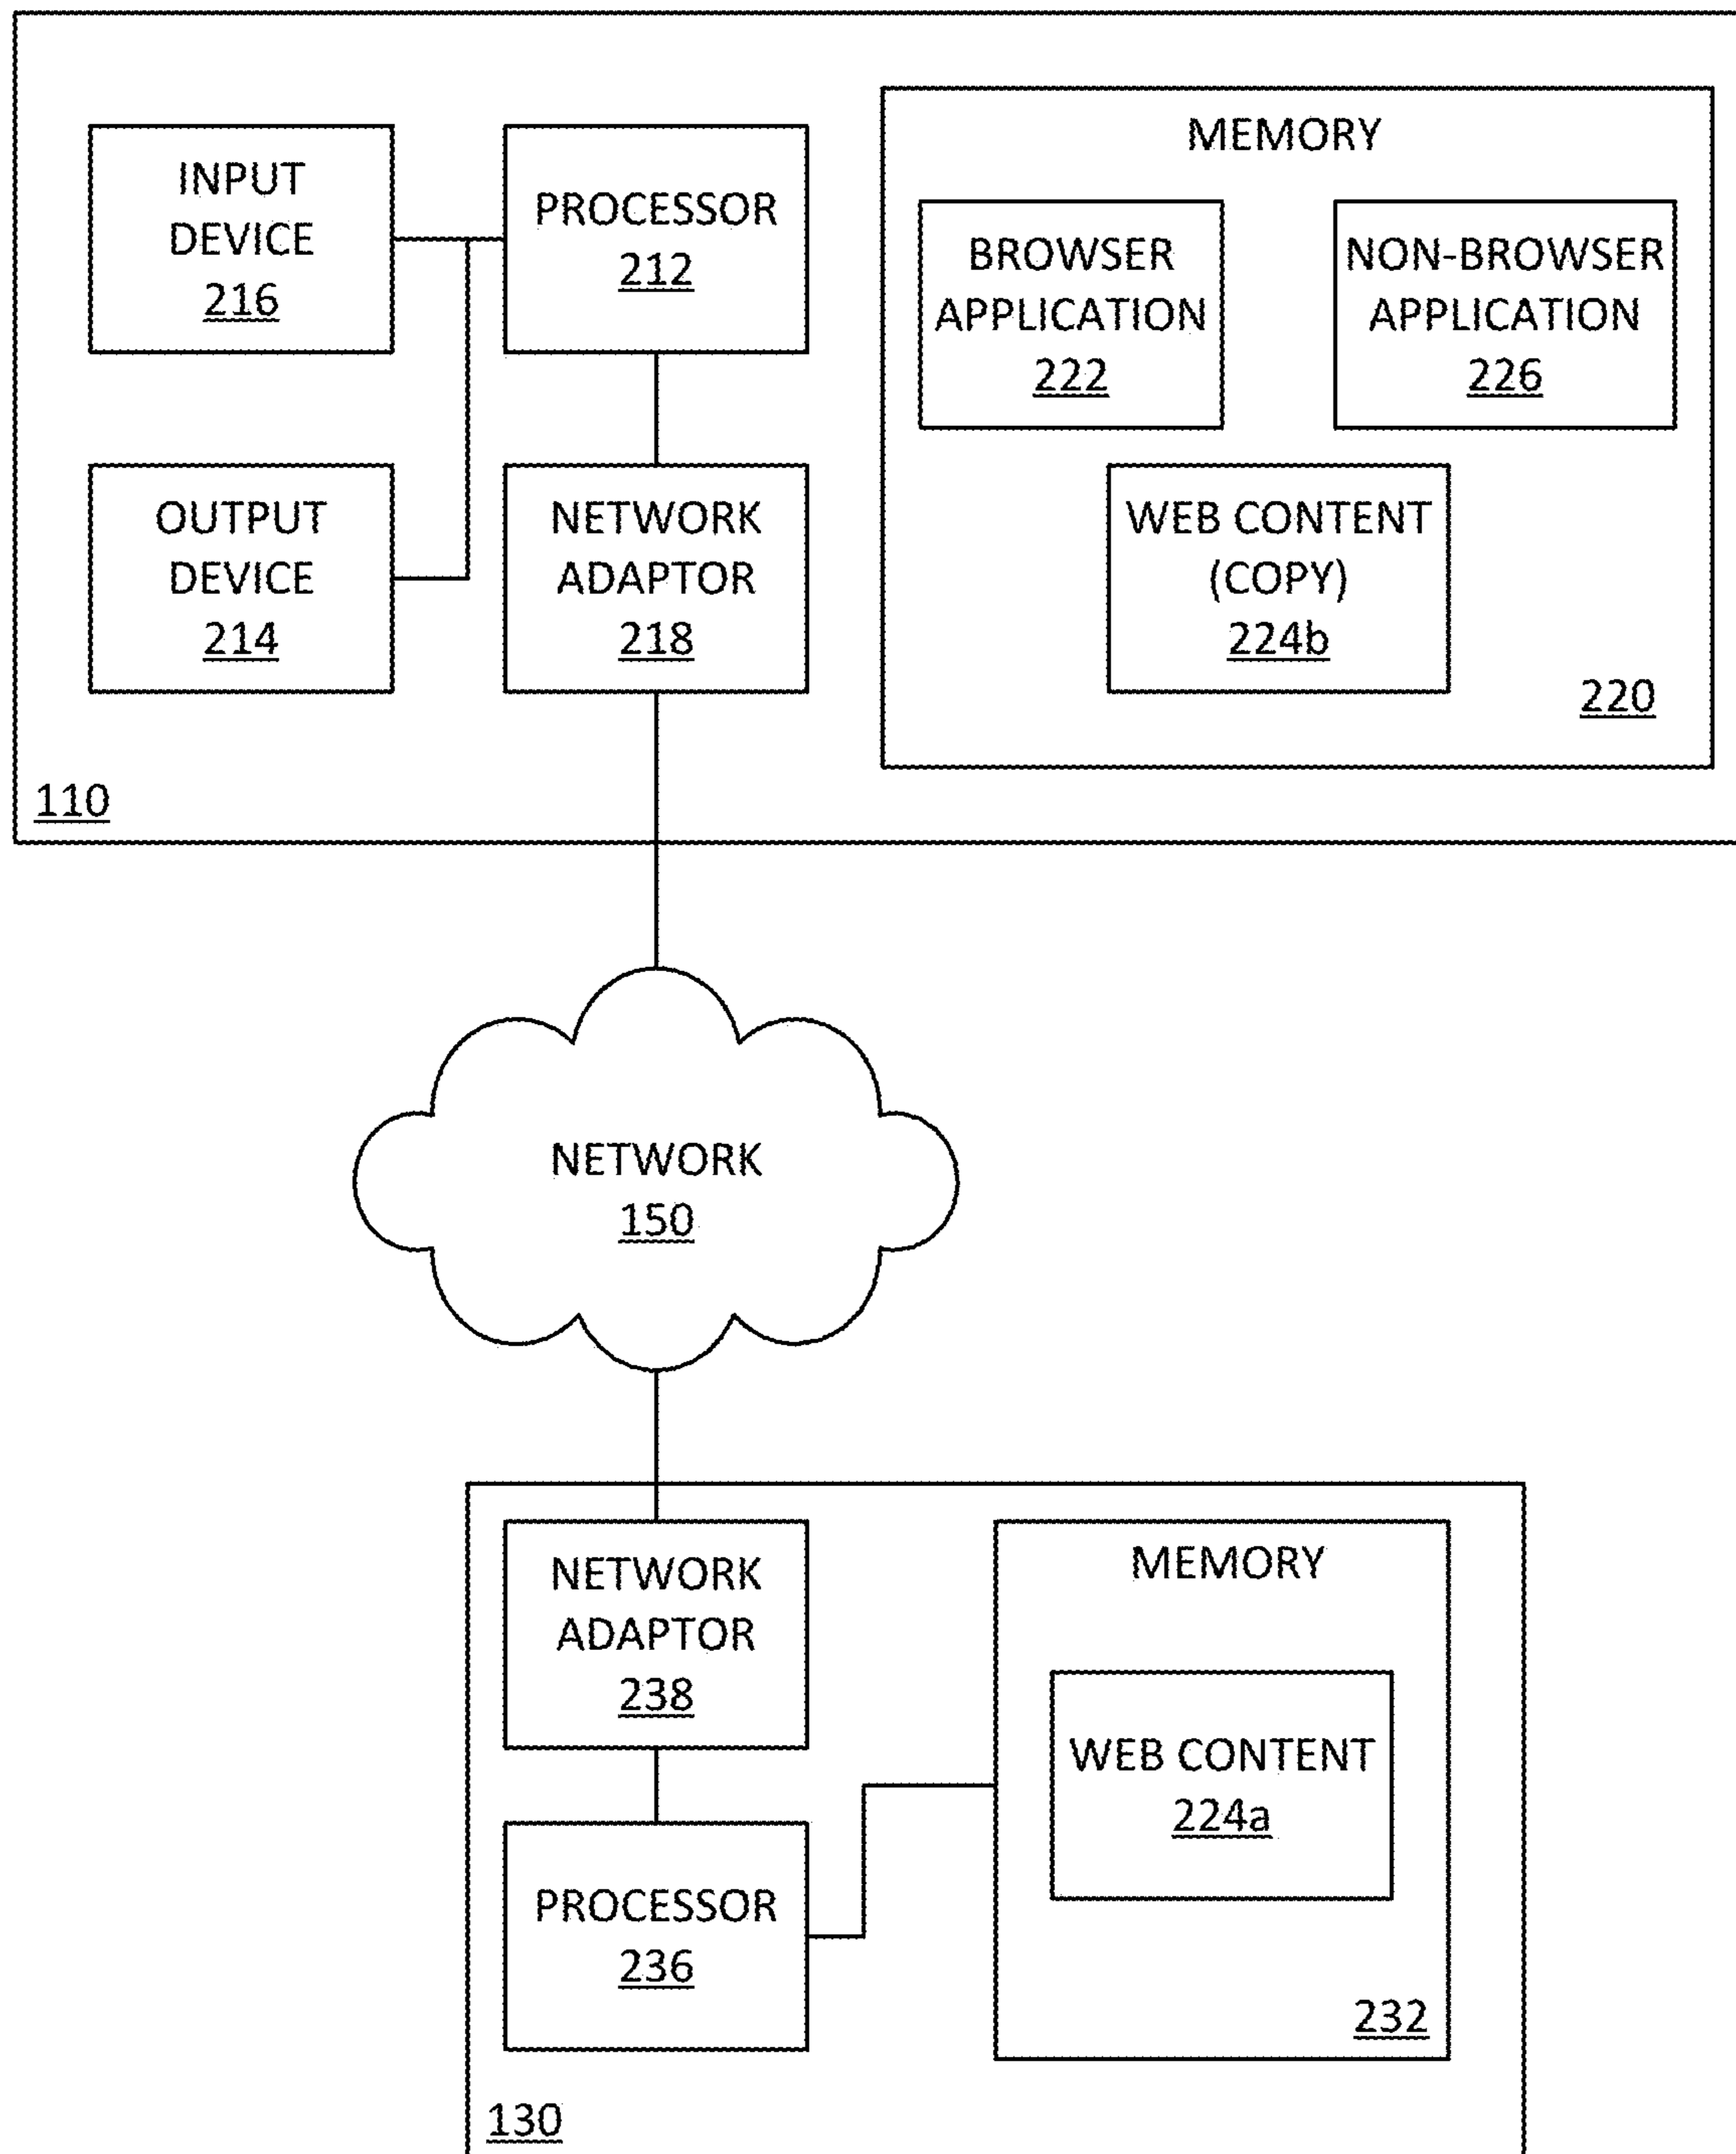 INPUT
DEVICE
216
PROCESSOR
212
OUTPUT
DEVICE
214
NETWORK
ADAPTOR
218
MEMORY
BROWSER
APPLICATION
222
NON-BROWSER
APPLICATION
226
WEB CONTENT
(COPY)
224b
220
110
NETWORK
150
NETWORK
ADAPTOR
238
PROCESSOR
236
MEMORY
WEB CONTENT
224a
232
130